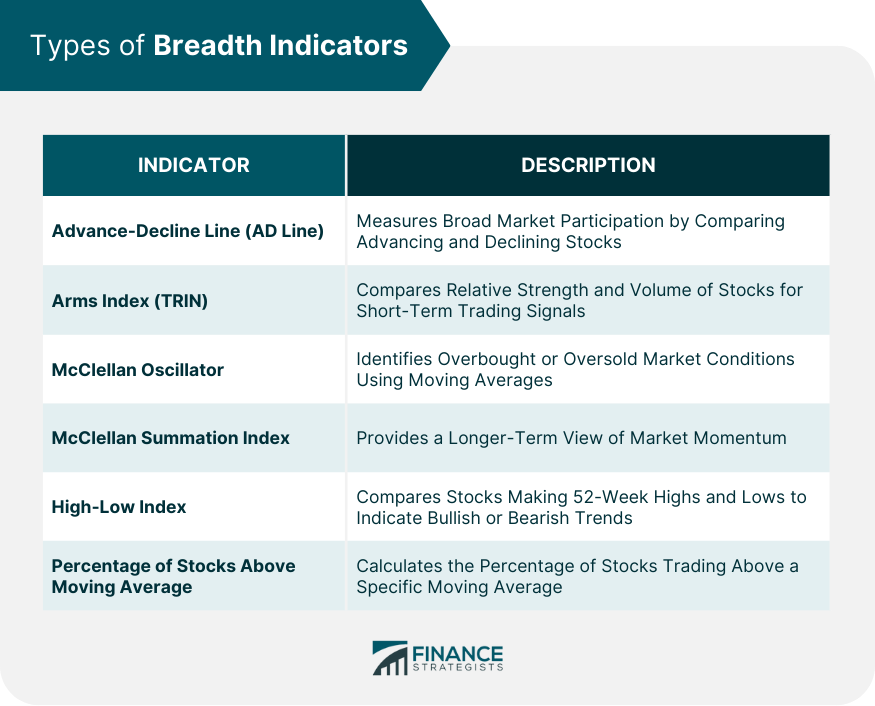 Types of Breadth Indicators
INDICATOR
DESCRIPTION
Advance-Decline Line (AD Line)
Measures Broad Market Participation by Comparing
Advancing and Declining Stocks
Arms Index (TRIN)
Compares Relative Strength and Volume of Stocks for
Short-Term Trading Signals
McClellan Oscillator
Identifies Overbought or Oversold Market Conditions
Using Moving Averages
McClellan Summation Index
Provides a Longer-Term View of Market Momentum
High-Low Index
Compares Stocks Making 52-Week Highs and Lows to
Indicate Bullish or Bearish Trends
Percentage of Stocks Above
Moving Average
Calculates the Percentage of Stocks Trading Above a
Specific Moving Average
FINANCE
STRATEGISTS